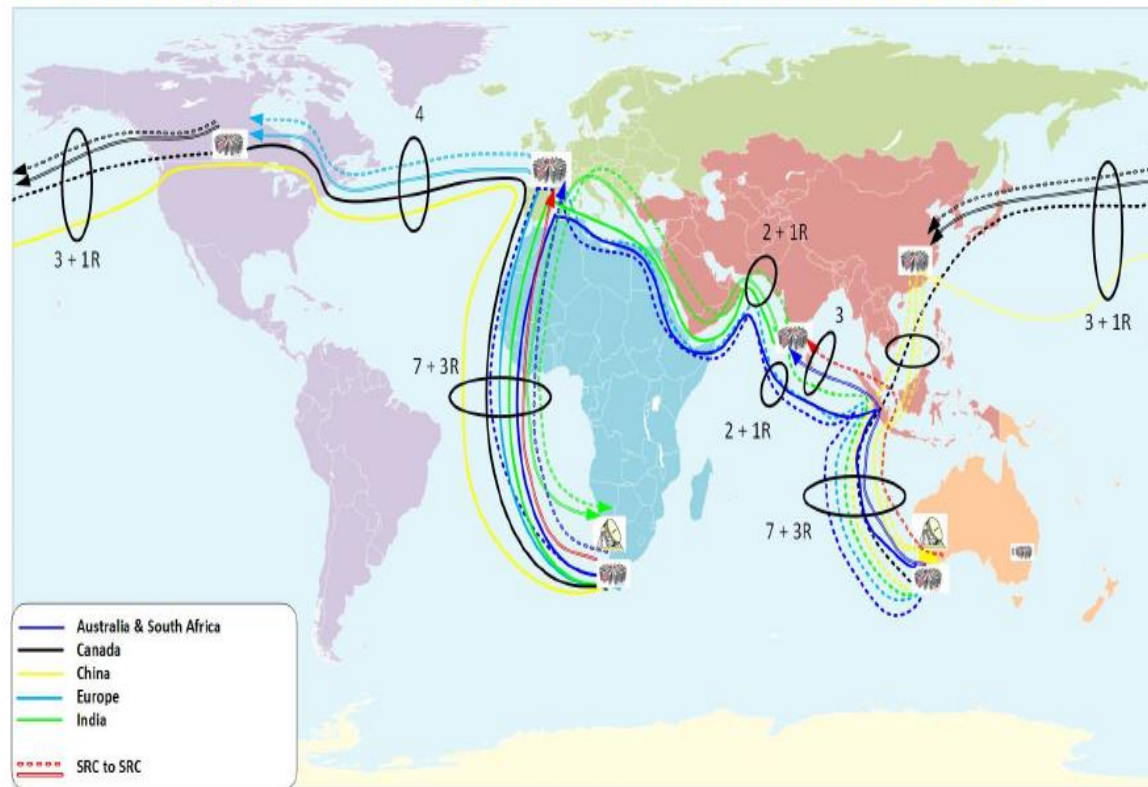 4
3 + 1R
2 + 1R
3
3 + 1R
7 + 3R
2 + 1R
7 + 3R
Australia & South Africa
Canada
China
Europe
India
SRC to SRC